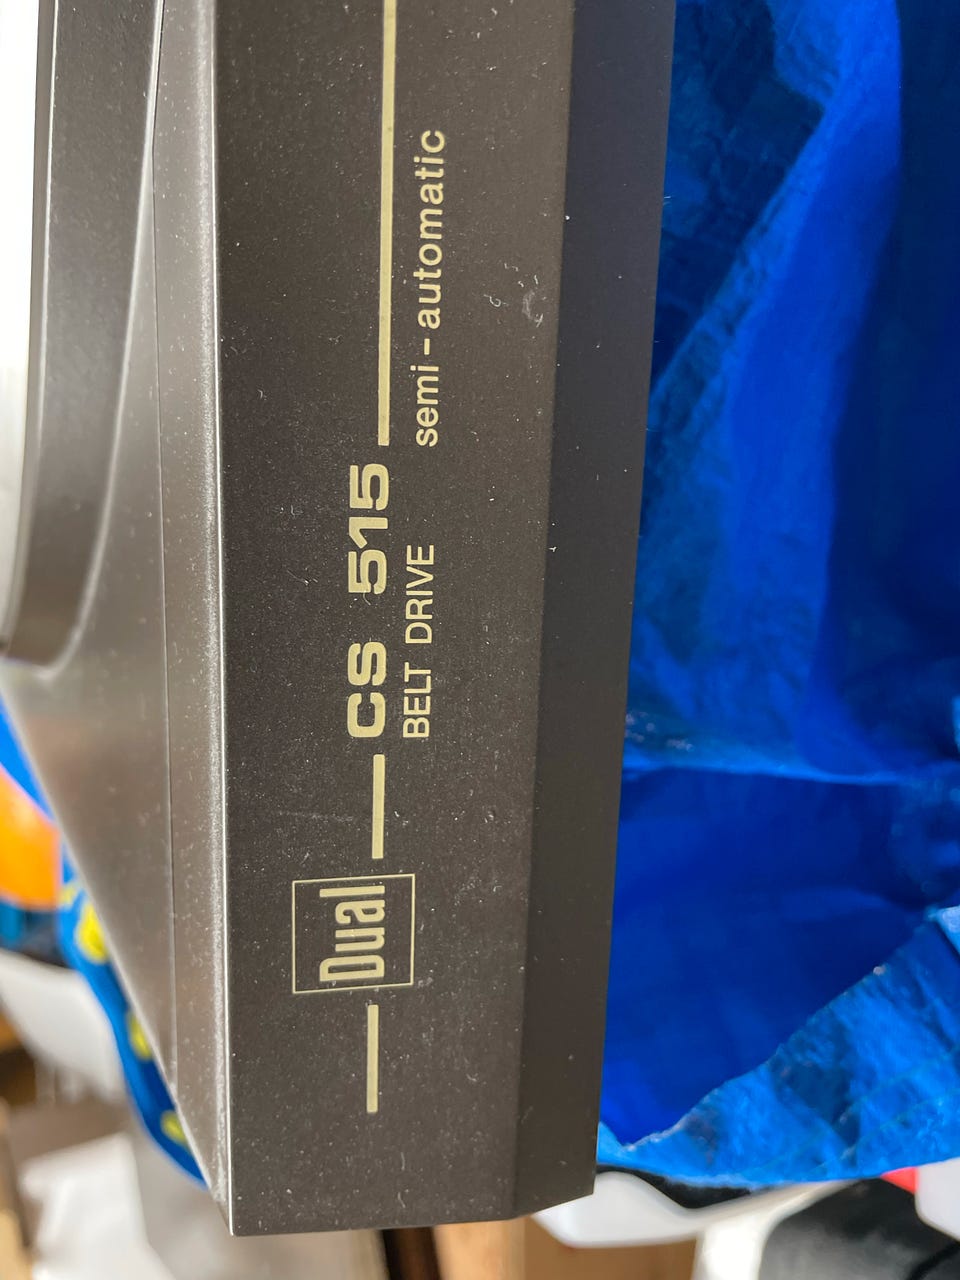 Dual
CS 515
BELT DRIVE
semi-automatic